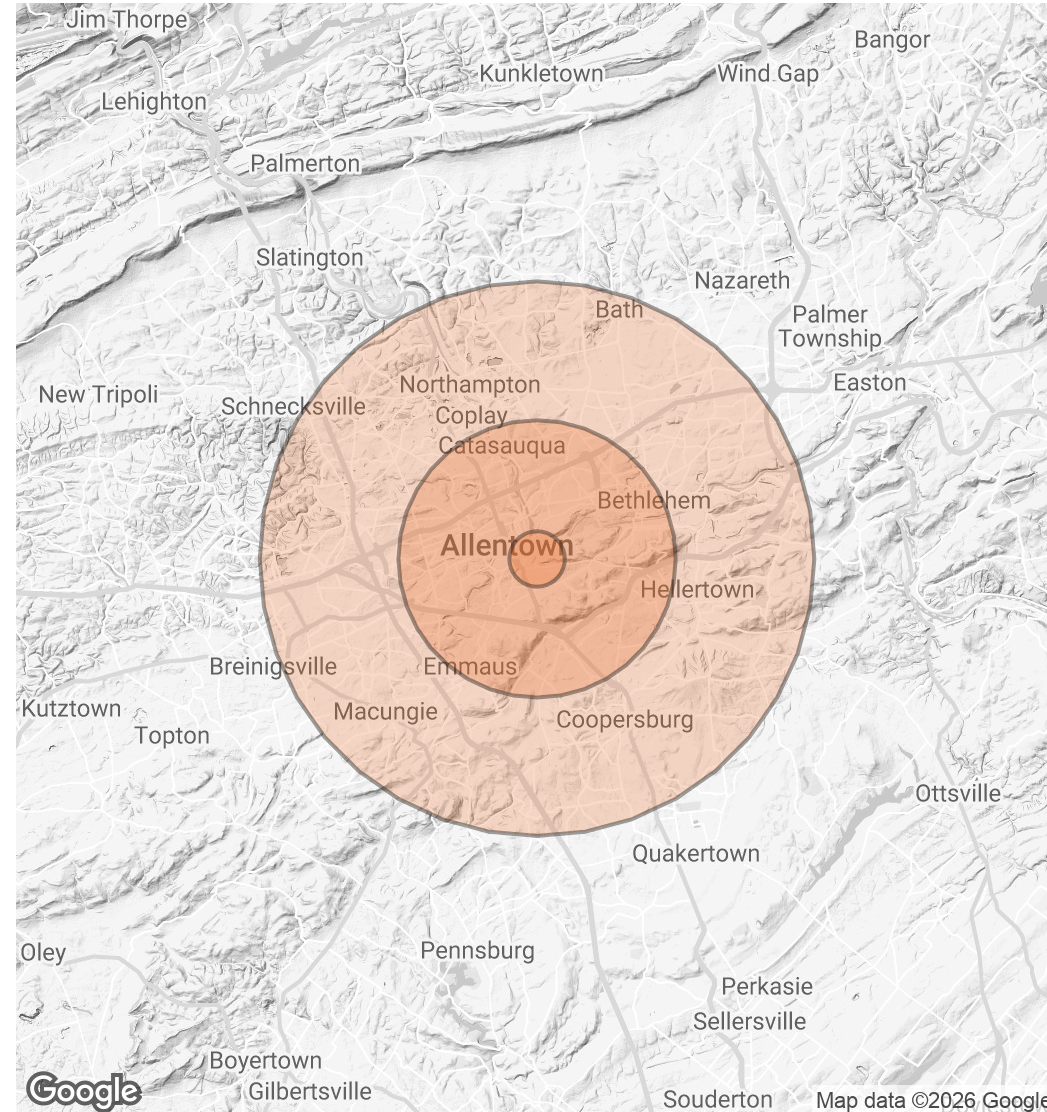 Jim Thorpe
Bangor
Kunkletown
Wind Gap
Lehighton
Palmerton
Slatington
Nazareth
Bath
Palmer
Township
Easton
Northampton
New Tripoli
Schnecksville
Coplay
Catasauqua
Bethlehem
Allentown
Hellertown
Breinigsville
Emmaus
Kutztown
Macungie
Coopersburg
Topton
Ottsville
Quakertown
Oley
Pennsburg
Perkasie
Sellersville
Boyertown
Gilbertsville
Souderton
Google
Map data ©2026 Google